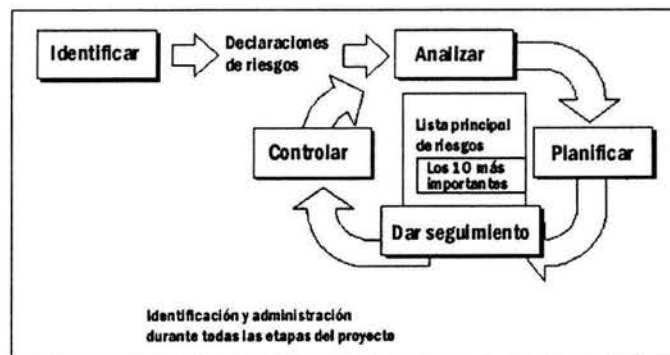 Identificar
Declaraciones
de riesgos
Analizar
Lista principal
de riesgos
Los 10 más
importantes
Controlar
Planificar
Dar seguimiento
Identificación y administración
durante todas las etapas del proyecto